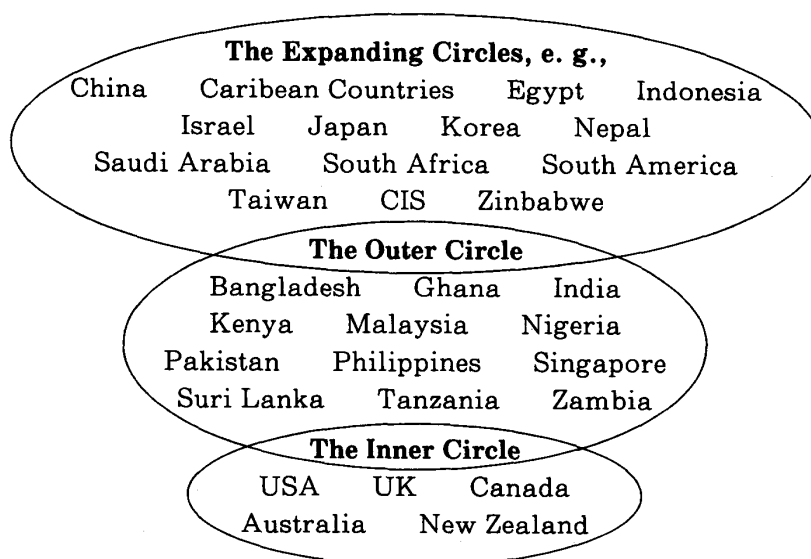 The Expanding Circles, e. g.,
China Caribean Countries Egypt Indonesia
Israel Japan Korea Nepal
Saudi Arabia South Africa South America
Taiwan CIS Zinbabwe
The Outer Circle
Bangladesh Ghana India
Kenya Malaysia Nigeria
Pakistan Philippines Singapore
Suri Lanka Tanzania Zambia
The Inner Circle
USA UK Canada
Australia New Zealand